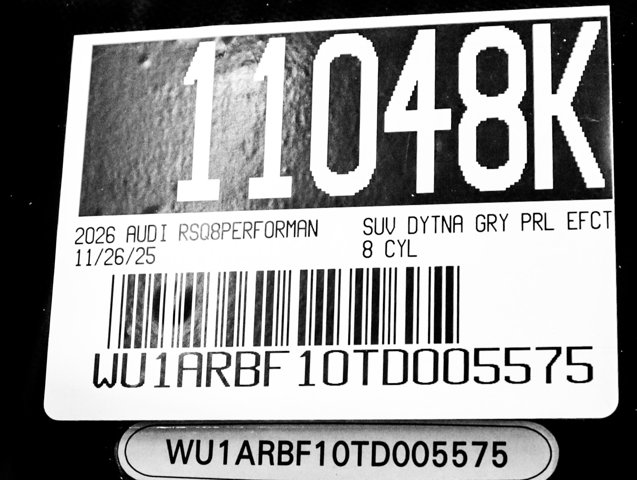 11048K
2026 AUDI RSQ8PERFORMAN SUV DYTNA GRY PRL EFCT
11/26/25 8 CYL
WU1ARBF10TD005575
WU1ARBF10TD005575